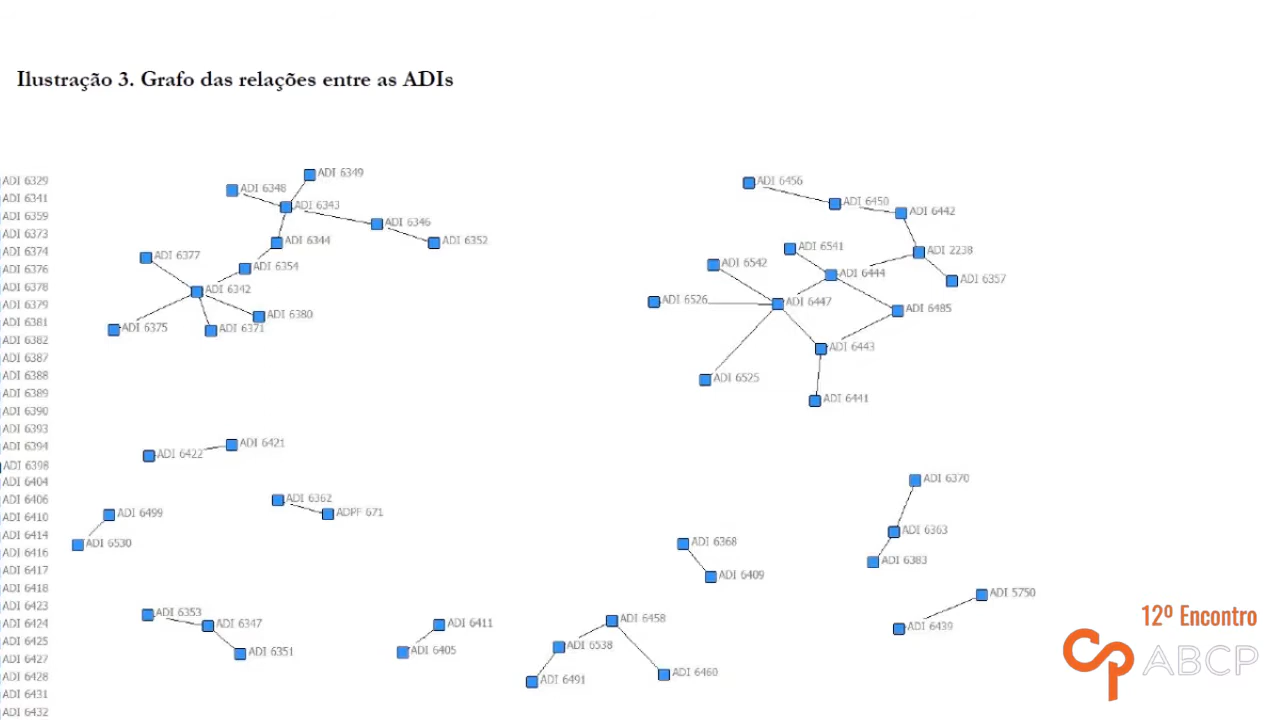 Ilustração 3. Grafo das relações entre as ADIs
ADI 6329
ADI 6341
ADI 6359
ADI 6373
ADI 6374
ADI 6376
ADI 6378
ADI 6379
ADI 6381
ADI 6382
ADI 6387
ADI 6388
ADI 6389
ADI 6390
ADI 6393
ADI 6394
ADI 6398
ADI 6404
ADI 6406
ADI 6410
ADI 6414
ADI 6416
ADI 6417
ADI 6418
ADI 6423
ADI 6424
ADI 6425
ADI 6427
ADI 6428
ADI 6431
ADI 6432
ADI 6349
ADI 6348
ADI 6343
ADI 6346
ADI 6344
ADI 6352
ADI 6377
ADI 6354
ADI 6342
ADI 6380
ADI 6375
ADI 6371
ADI 6456
ADI 6450
ADI 6442
ADI 6541
ADI 2238
ADI 6542
ADI 6444
ADI 6357
ADI 6526
ADI 6447
ADI 6485
ADI 6443
ADI 6525
ADI 6441
ADI 6421
ADI 6422
ADI 6362
ADPF 671
ADI 6499
ADI 6530
ADI 6370
ADI 6363
ADI 6383
ADI 6368
ADI 6409
ADI 6353
ADI 6347
ADI 6351
ADI 6411
ADI 6405
ADI 6458
ADI 6538
ADI 6491
ADI 6460
ADI 5750
ADI 6439
12º Encontro
ABCP